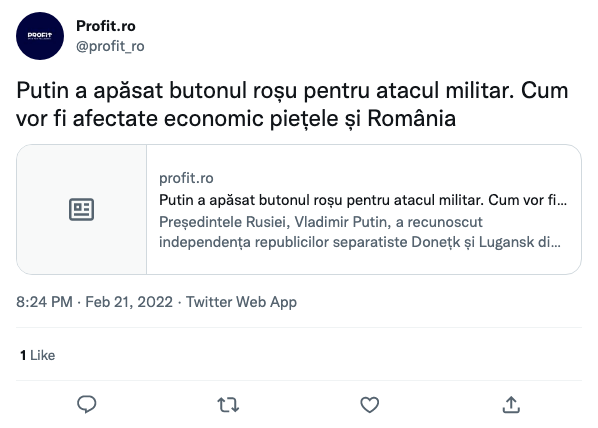 PROFIT
Profit.ro
@profit_ro
Putin a apăsat butonul roșu pentru atacul militar. Cum
vor fi afectate economic piețele și România
profit.ro
Putin a apăsat butonul roșu pentru atacul militar. Cum vor fi...
Președintele Rusiei, Vladimir Putin, a recunoscut
independența republicilor separatiste Donețk și Lugansk di...
8:24 PM · Feb 21, 2022 · Twitter Web App
1 Like